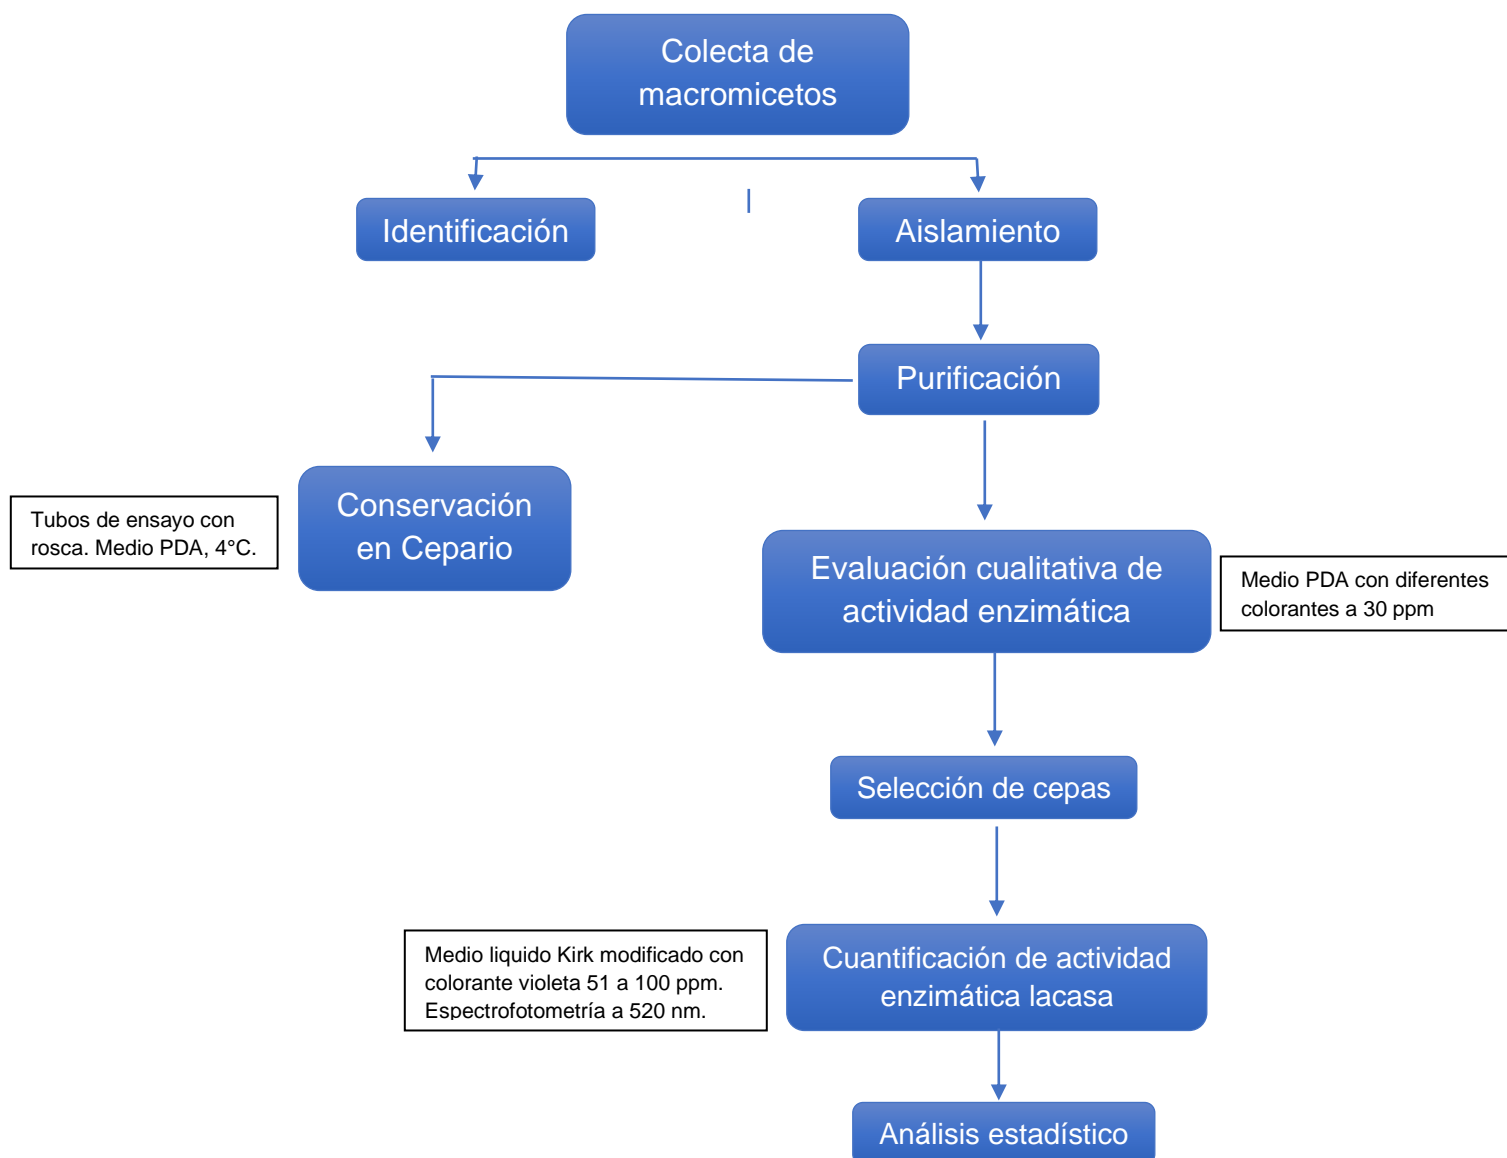 Colecta de
macromicetos
Identificación
Aislamiento
Purificación
Tubos de ensayo con
rosca. Medio PDA, 4°C.
Conservación
en Cepario
Evaluación cualitativa de
actividad enzimática
Medio PDA con diferentes
colorantes a 30 ppm
Selección de cepas
Medio liquido Kirk modificado con
colorante violeta 51 a 100 ppm.
Espectrofotometría a 520 nm.
Cuantificación de actividad
enzimática lacasa
Análisis estadístico